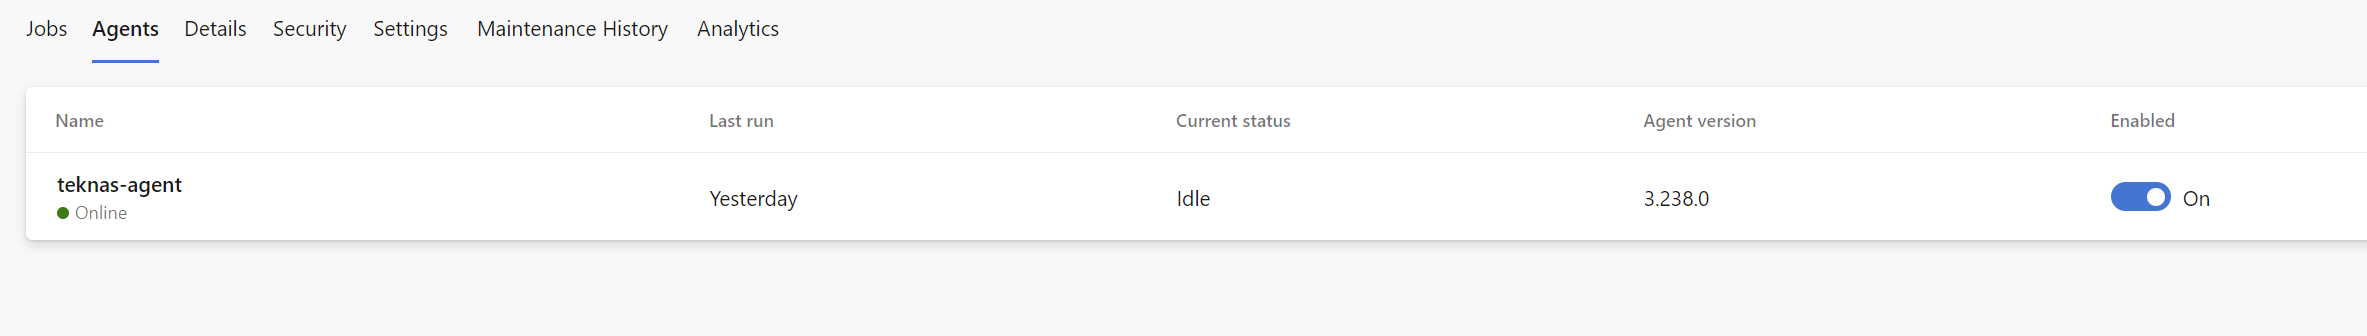 Jobs Agents Details Security Settings Maintenance History Analytics
Name Last run Current status Agent version Enabled
teknas-agent
Online
Yesterday Idle 3.238.0 On